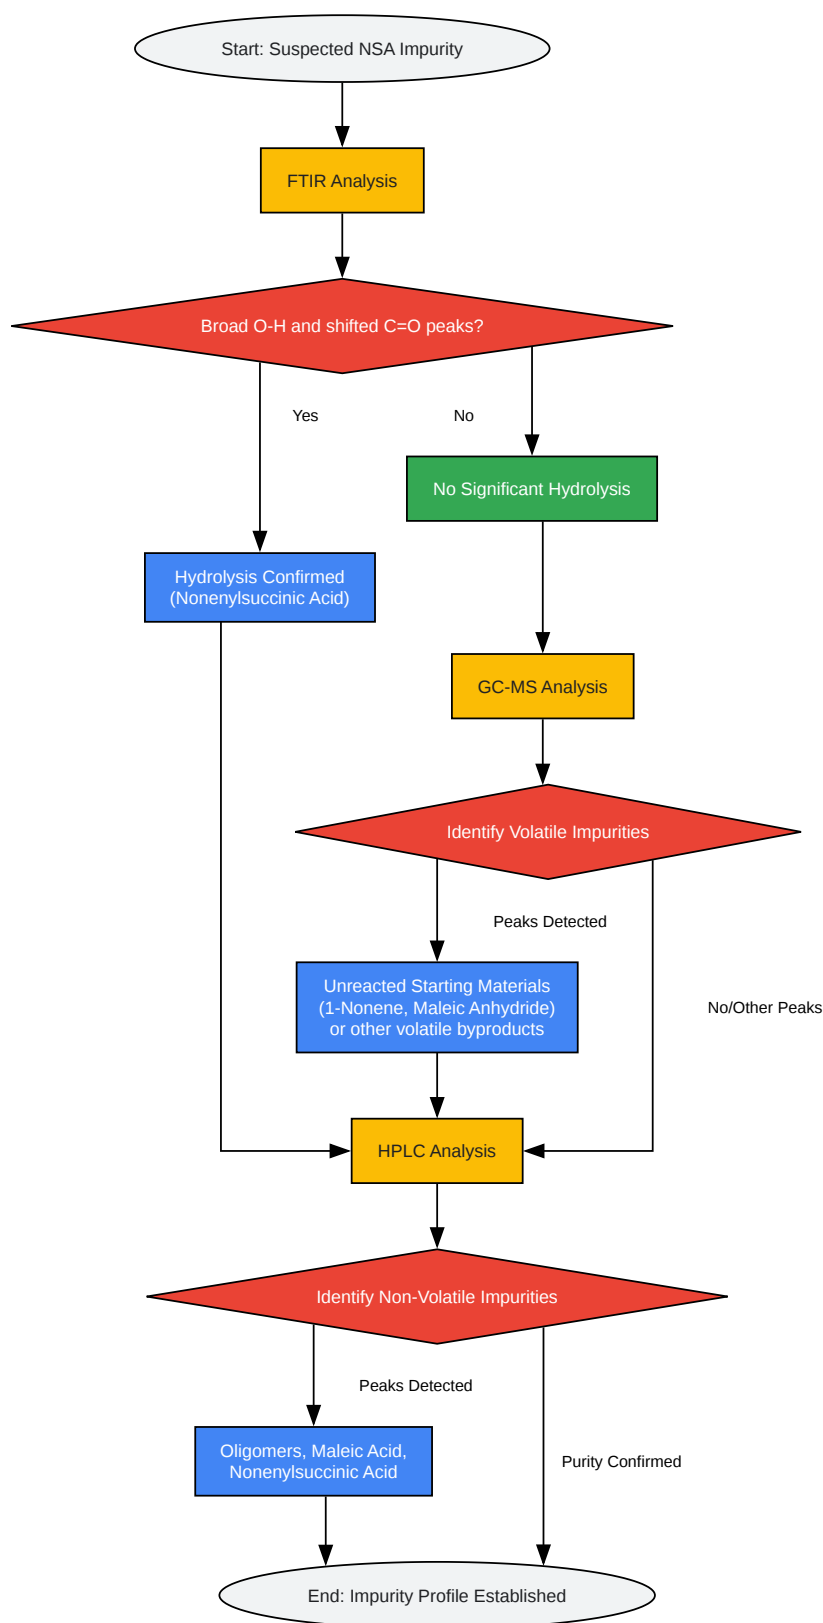 Start: Suspected NSA Impurity
FTIR Analysis
Broad O-H and shifted C=O peaks?
Yes
No
No Significant Hydrolysis
Hydrolysis Confirmed
(Nonenylsuccinic Acid)
GC-MS Analysis
Identify Volatile Impurities
Peaks Detected
Unreacted Starting Materials
(1-Nonene, Maleic Anhydride)
or other volatile byproducts
No/Other Peaks
HPLC Analysis
Identify Non-Volatile Impurities
Peaks Detected
Oligomers, Maleic Acid,
Nonenylsuccinic Acid
Purity Confirmed
End: Impurity Profile Established